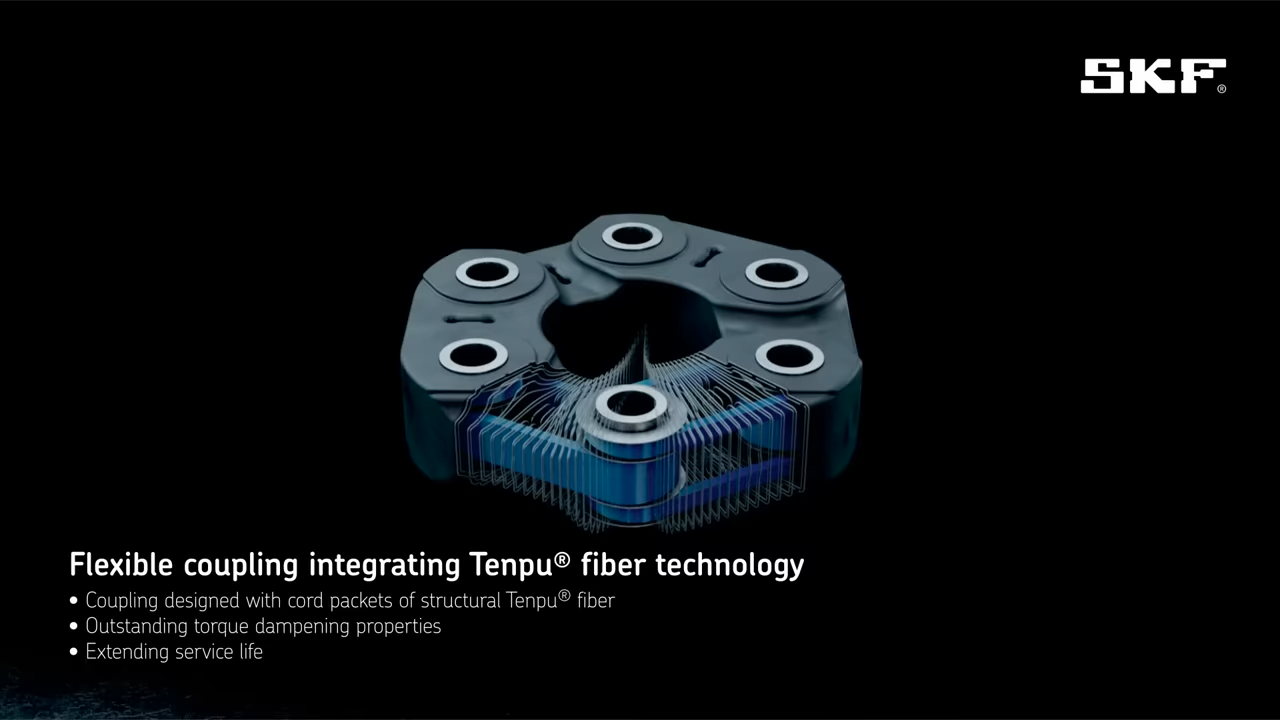 SKF®
Flexible coupling integrating Tenpu® fiber technology
• Coupling designed with cord packets of structural Tenpu® fiber
• Outstanding torque dampening properties
• Extending service life